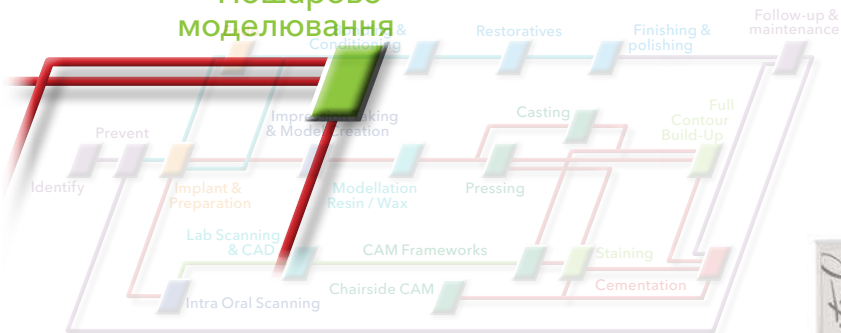 моделювання
Conditioning
Restoratives
Finishing &
polishing
Follow-up &
maintenance
Prevent
& Model Creation
Casting
Full
Contour
Build-Up
Identify
Implant &
Preparation
Modellation
Resin / Wax
Pressing
Lab Scanning
& CAD
CAM Frameworks
Staining
Chairside CAM
Cementation
Intra Oral Scanning